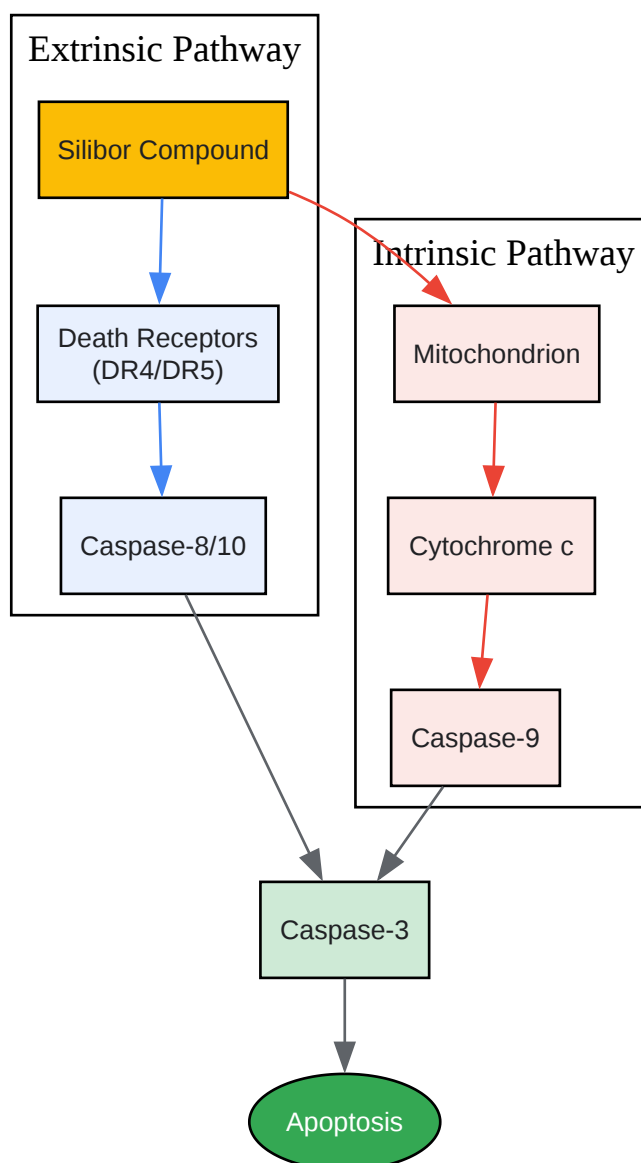 Extrinsic Pathway
Silibor Compound
Death Receptors
(DR4/DR5)
Caspase-8/10
Intrinsic Pathway
Mitochondrion
Cytochrome c
Caspase-9
Caspase-3
Apoptosis